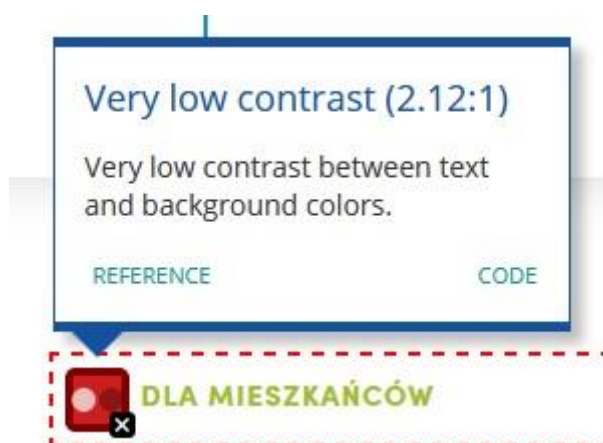 Very low contrast (2.12:1)
Very low contrast between text
and background colors.
REFERENCE CODE
DLA MIESZKAŃCÓW